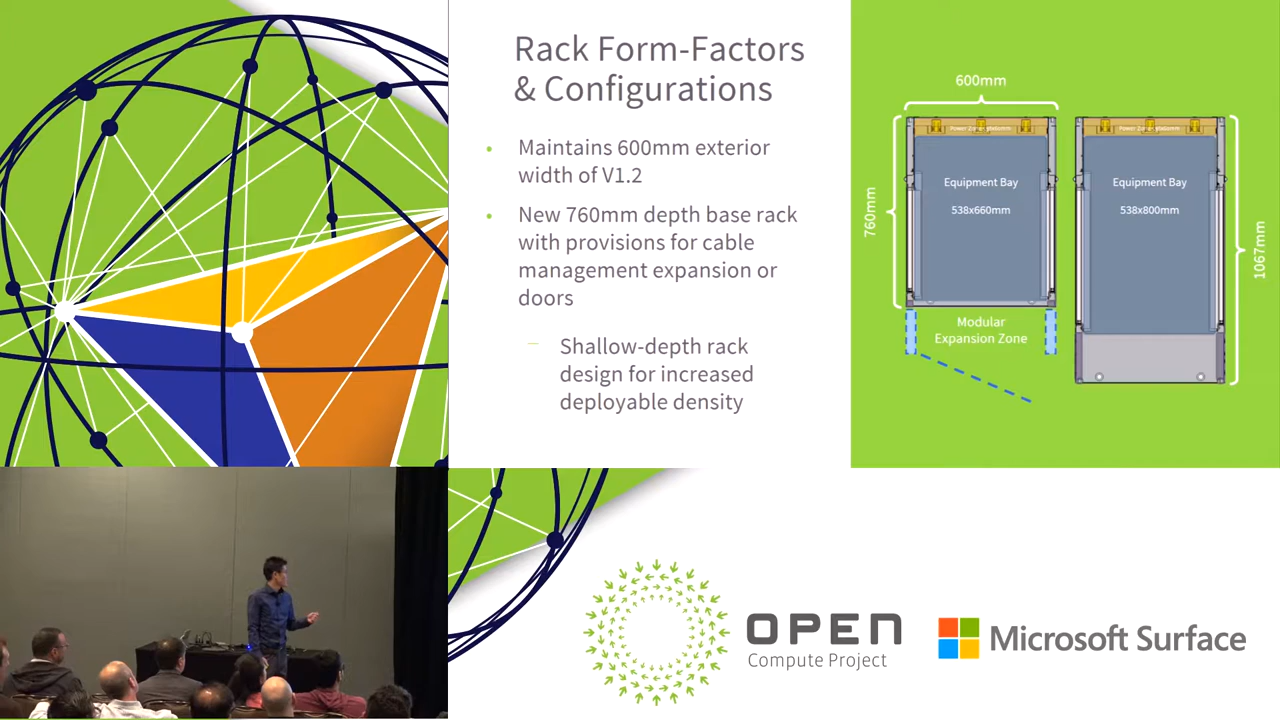 Rack Form-Factors
& Configurations
• Maintains 600mm exterior
width of V1.2
• New 760mm depth base rack
with provisions for cable
management expansion or
doors
– Shallow-depth rack
design for increased
deployable density
600mm
760mm
Equipment Bay
538x660mm
Modular
Expansion Zone
Equipment Bay
538x800mm
1067mm
OPEN
Compute Project
Microsoft Surface